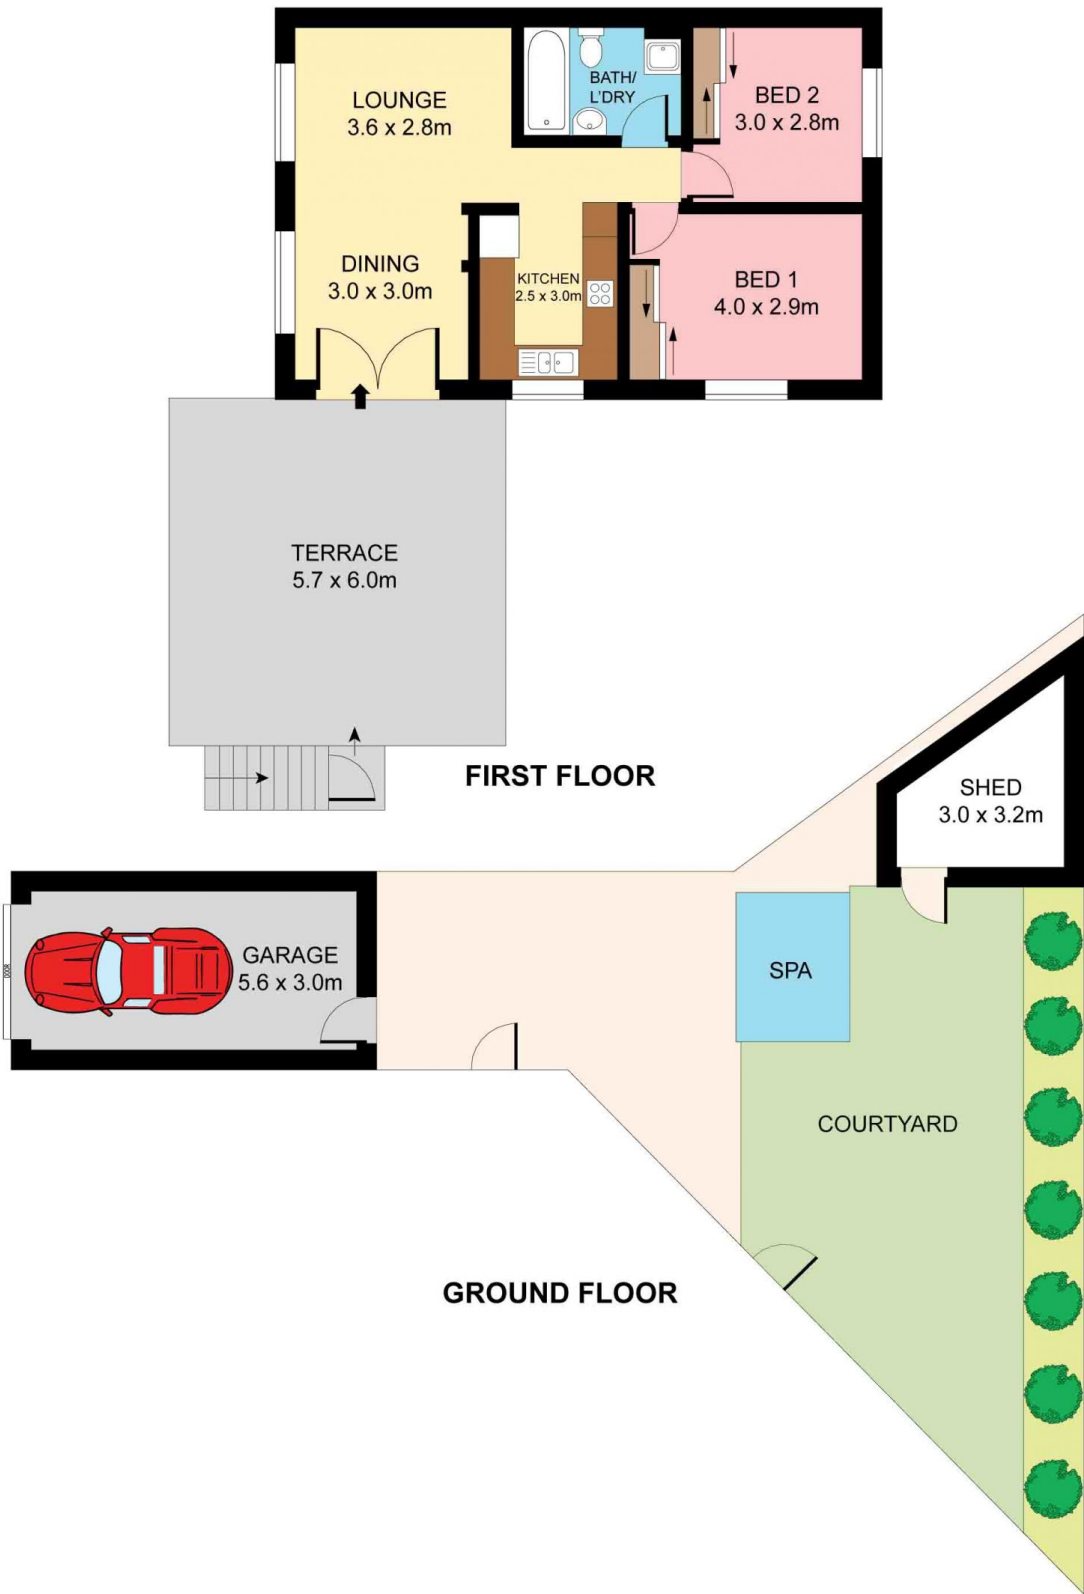 LOUNGE
3.6 x 2.8m
BATH/
L'DRY
BED 2
3.0 x 2.8m
DINING
3.0 x 3.0m
KITCHEN
2.5 x 3.0m
BED 1
4.0 x 2.9m
TERRACE
5.7 x 6.0m
FIRST FLOOR
SHED
3.0 x 3.2m
DOOR
GARAGE
5.6 x 3.0m
SPA
COURTYARD
GROUND FLOOR